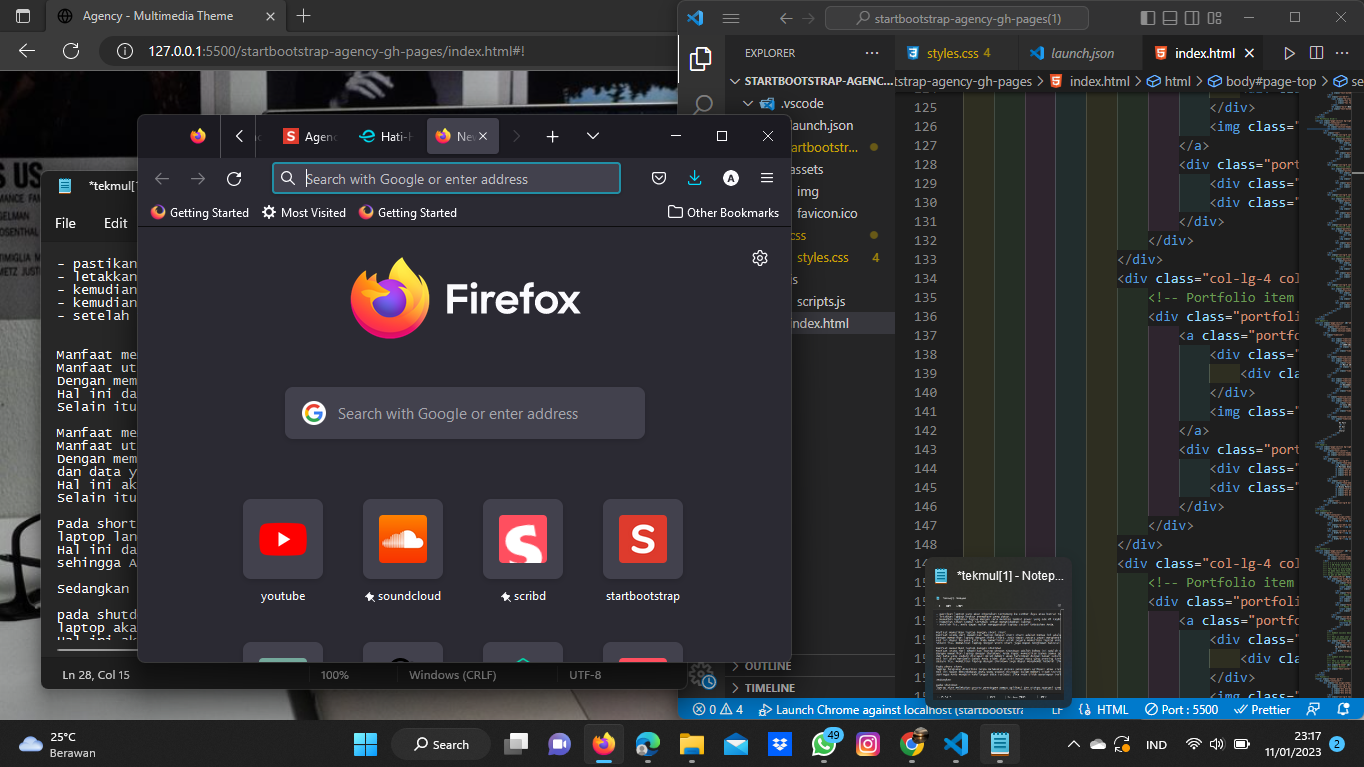 Agency - Multimedia Theme
127.0.0.1:5500/startbootstrap-agency-gh-pages/index.html#!
startbootstrap-agency-gh-pages(1)
EXPLORER
styles.css 4
launch.json
index.html
STARTBOOTSTRAP-AGENC...
tstrap-agency-gh-pages > index.html > html > body#page-top > se
.vscode
launch.json
tartbootstr...
assets
img
favicon.ico
css
styles.css 4
js
scripts.js
index.html
OUTLINE
TIMELINE
125 </div>
126 <img class="
127 </a>
128 <div class="port
129 <div class="
130 <div class="
131 </div>
132 </div>
133 </div>
134 <div class="col-lg-4 col
135 <!-- Portfolio item
136 <div class="portfoli
137 <a class="portfo
138 <div class="
139 <div cla
140 </div>
141 <img class="
142 </a>
143 <div class="port
144 <div class="
145 <div class="
146 </div>
147 </div>
148 </div>
<div class="col-lg-4 col
<!-- Portfolio item
<div class="portfoli
<a class="portfo
<div class="
<div cla
</div>
<img class="
0 4
Launch Chrome against localhost (startbootstra
LF
HTML
Port : 5500
Prettier
*tekmul[1] - Notep...
*tekmul[1
File Edit
- pastikan
- letakkan
- kemudian
- kemudian
- setelah
Manfaat me
Manfaat ut
Dengan mem
Hal ini da
Selain itu
Manfaat me
Manfaat ut
Dengan mem
dan data y
Hal ini ak
Selain itu
Pada short
laptop lan
Hal ini da
sehingga A
Sedangkan
pada shutd
laptop aka
Hal ini ak
Ln 28, Col 15
100%
Windows (CRLF)
UTF-8
Agenc
Hati-H
Ne
Search with Google or enter address
Getting Started
Most Visited
Getting Started
Other Bookmarks
Firefox
Search with Google or enter address
youtube
soundcloud
scribd
startbootstrap
25°C
Berawan
Search
49
IND
23:17
11/01/2023
2